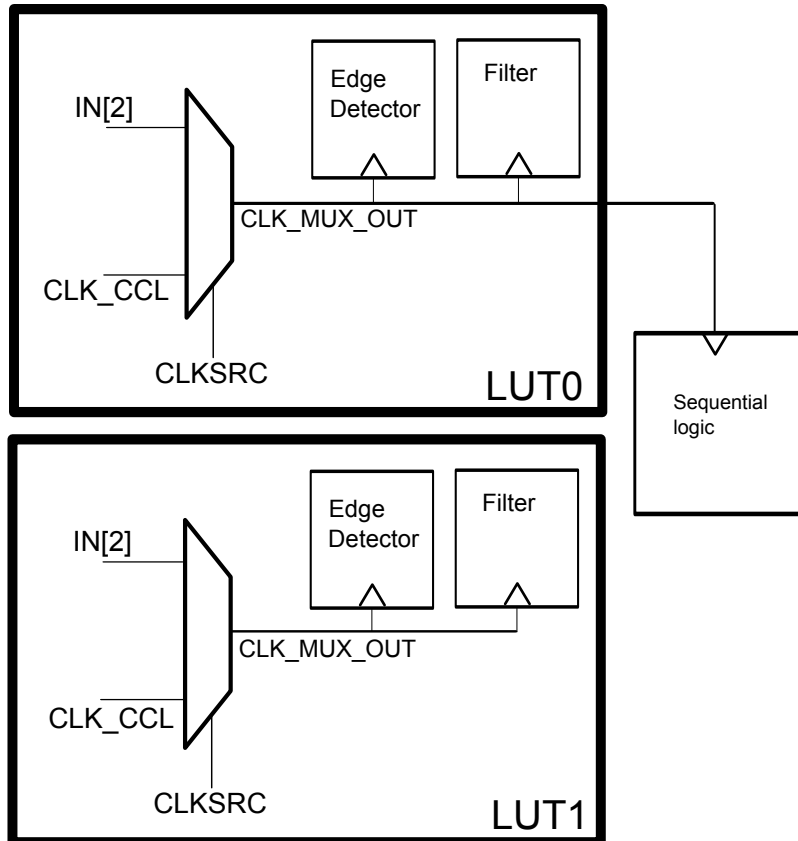 Edge
Detector
Filter
IN[2]
CLK_MUX_OUT
CLK_CCL
CLKSRC
LUT0
Sequential
logic
Edge
Detector
Filter
IN[2]
CLK_MUX_OUT
CLK_CCL
CLKSRC
LUT1